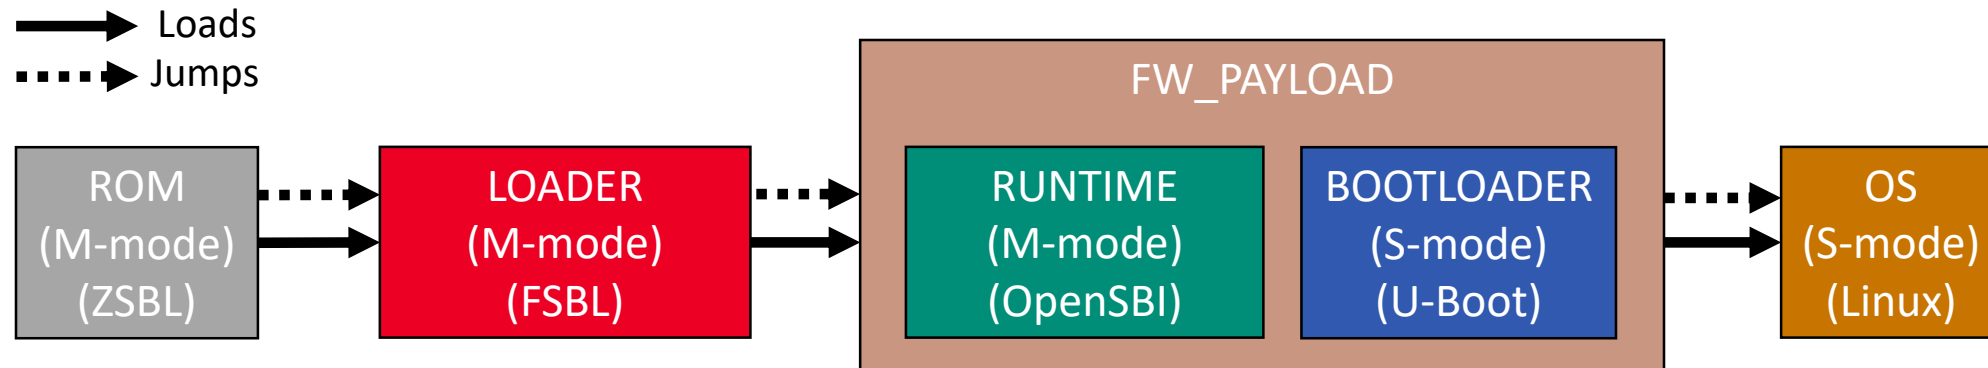 Loads
Jumps
FW_PAYLOAD
ROM
(M-mode)
(ZSBL)
LOADER
(M-mode)
(FSBL)
RUNTIME
(M-mode)
(OpenSBI)
BOOTLOADER
(S-mode)
(U-Boot)
OS
(S-mode)
(Linux)